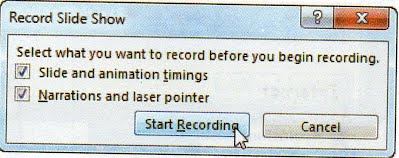 Record Slide Show
Select what you want to record before you begin recording.
Slide and animation timings
Narrations and laser pointer
Start Recording
Cancel